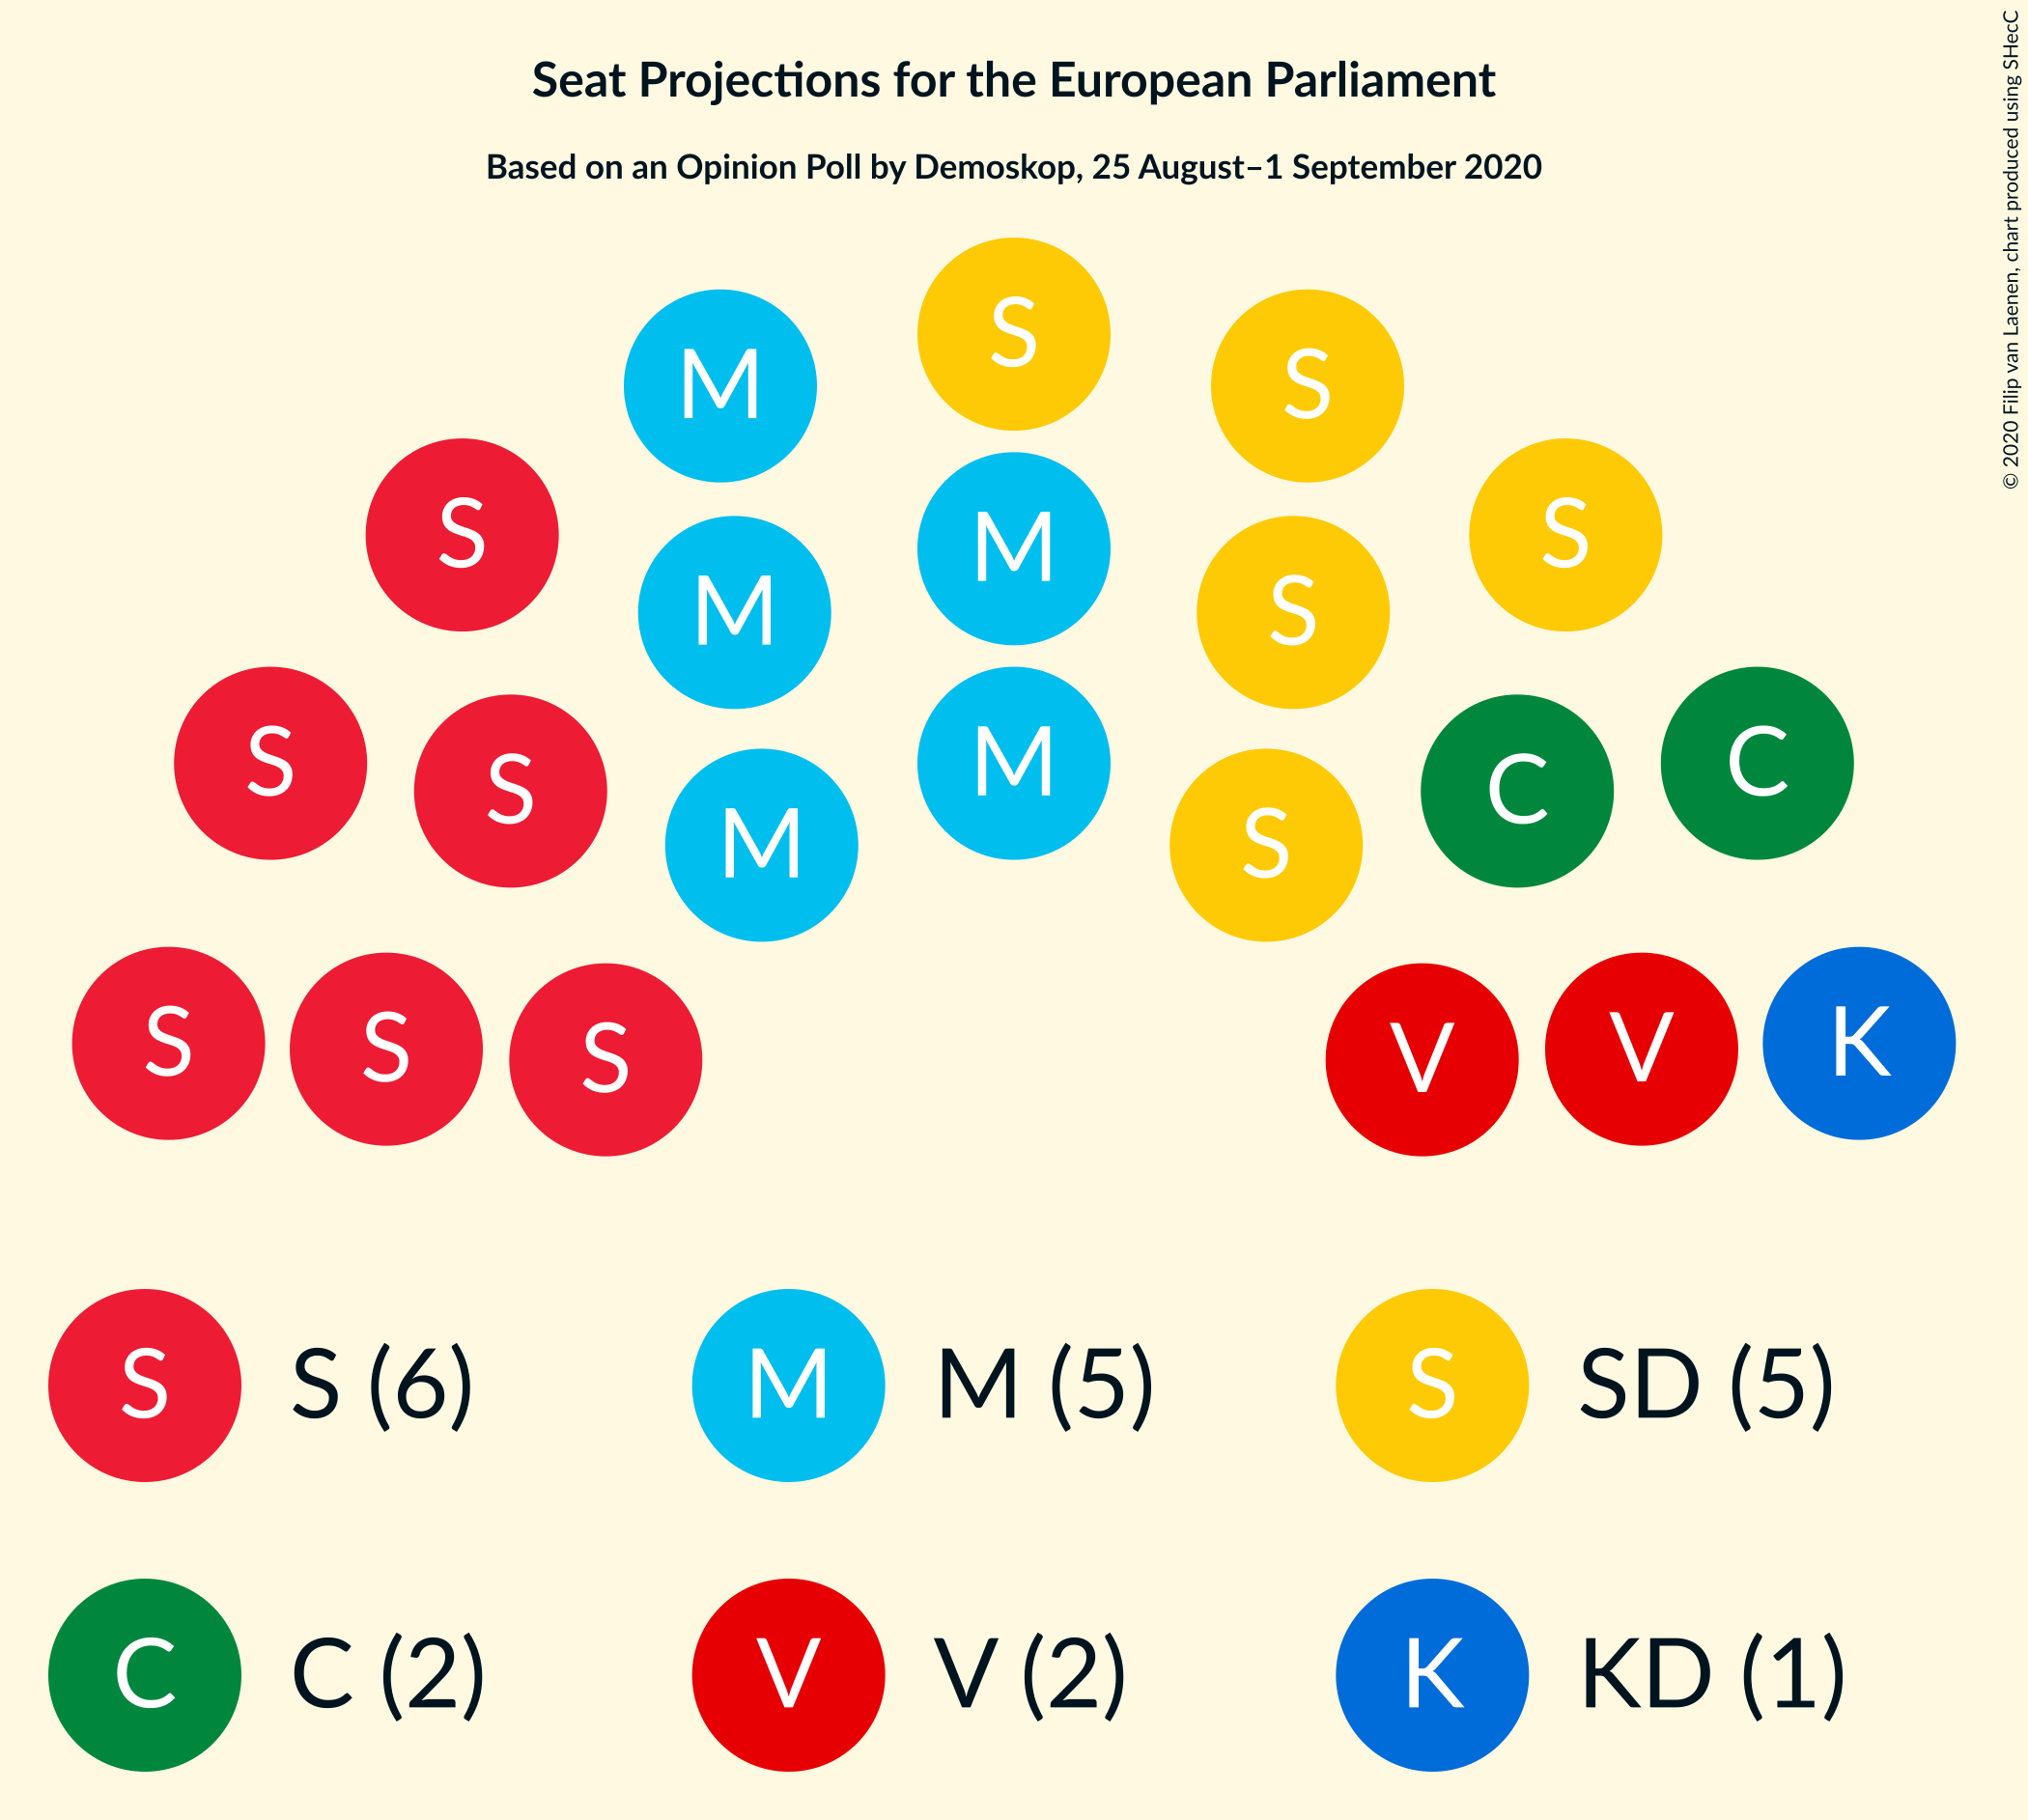 Seat Projections for the European Parliament
Based on an Opinion Poll by Demoskop, 25 August–1 September 2020
© 2020 Filip van Laenen, chart produced using SHecC
S
M S
S M M S S
S S M M S C C
S S S V V K
S S (6) M M (5) S SD (5)
C C (2) V V (2) K KD (1)